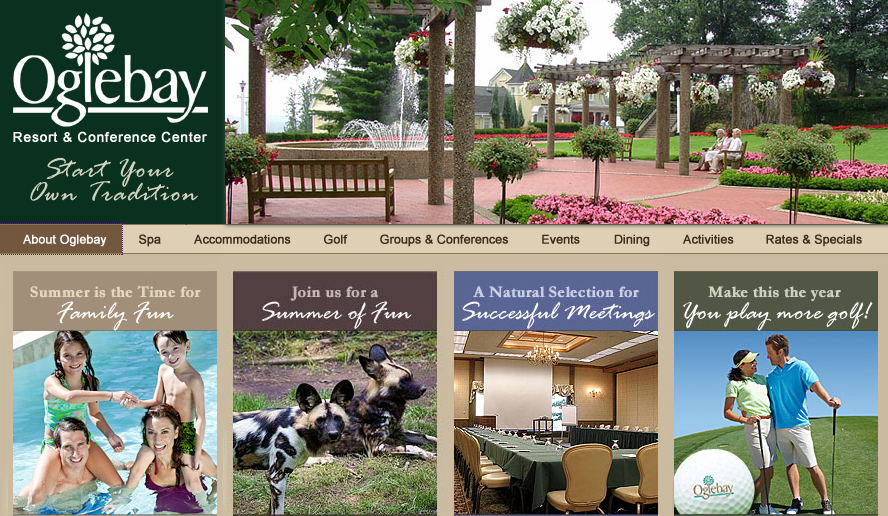 Oglebay
Resort & Conference Center
Start Your
Own Tradition
About Oglebay Spa Accommodations Golf Groups & Conferences Events Dining Activities Rates & Specials
Summer is the Time for
Family Fun
Join us for a
Summer of Fun
A Natural Selection for
Successful Meetings
Make this the year
You play more golf!
Oglebay